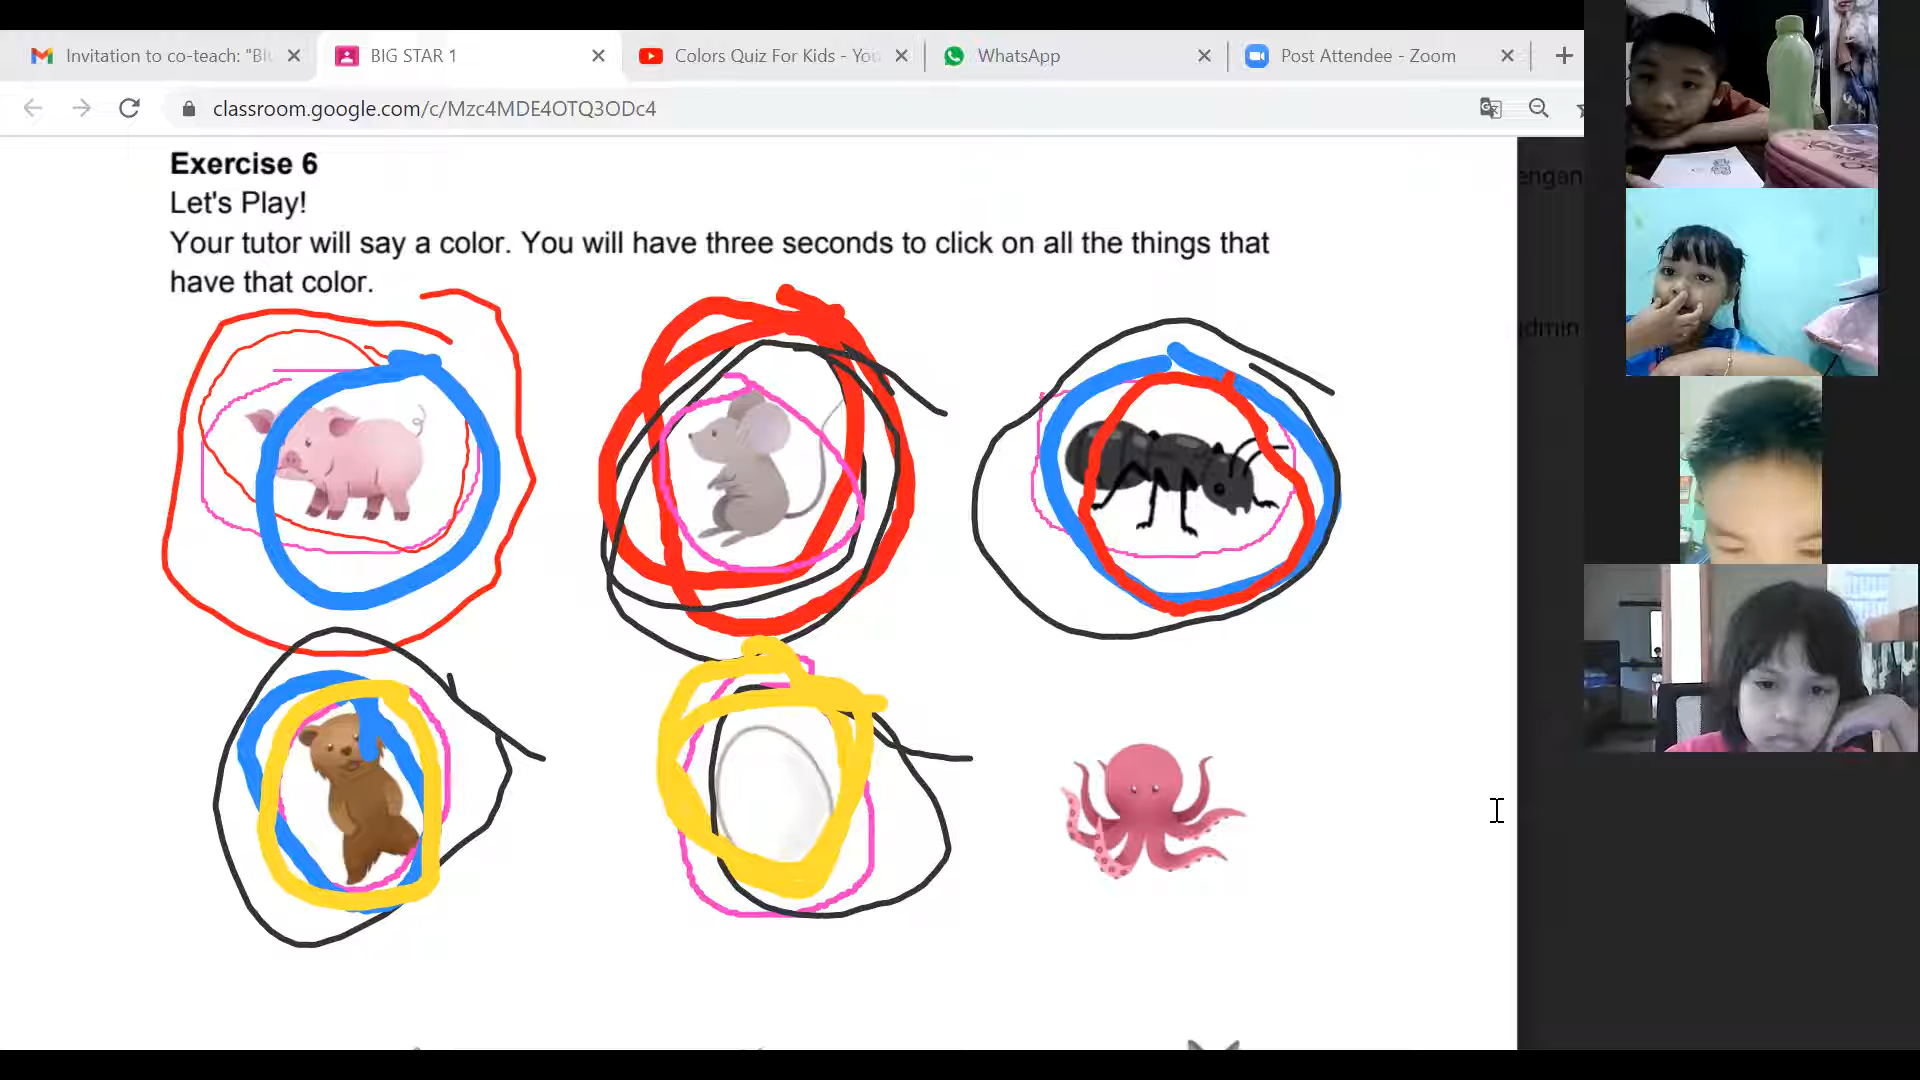 Invitation to co-teach: "Bl
BIG STAR 1
Colors Quiz For Kids - You
WhatsApp
Post Attendee - Zoom
classroom.google.com/c/Mzc4MDE4OTQ3ODc4
Exercise 6
Let's Play!
Your tutor will say a color. You will have three seconds to click on all the things that
have that color.
engan
dmin